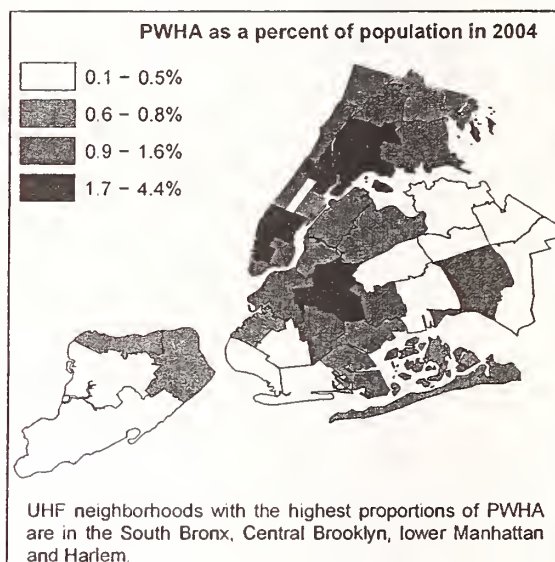 PWHA as a percent of population in 2004
0.1 - 0.5%
0.6 - 0.8%
0.9 - 1.6%
1.7 - 4.4%
UHF neighborhoods with the highest proportions of PWHA
are in the South Bronx, Central Brooklyn, lower Manhattan
and Harlem.